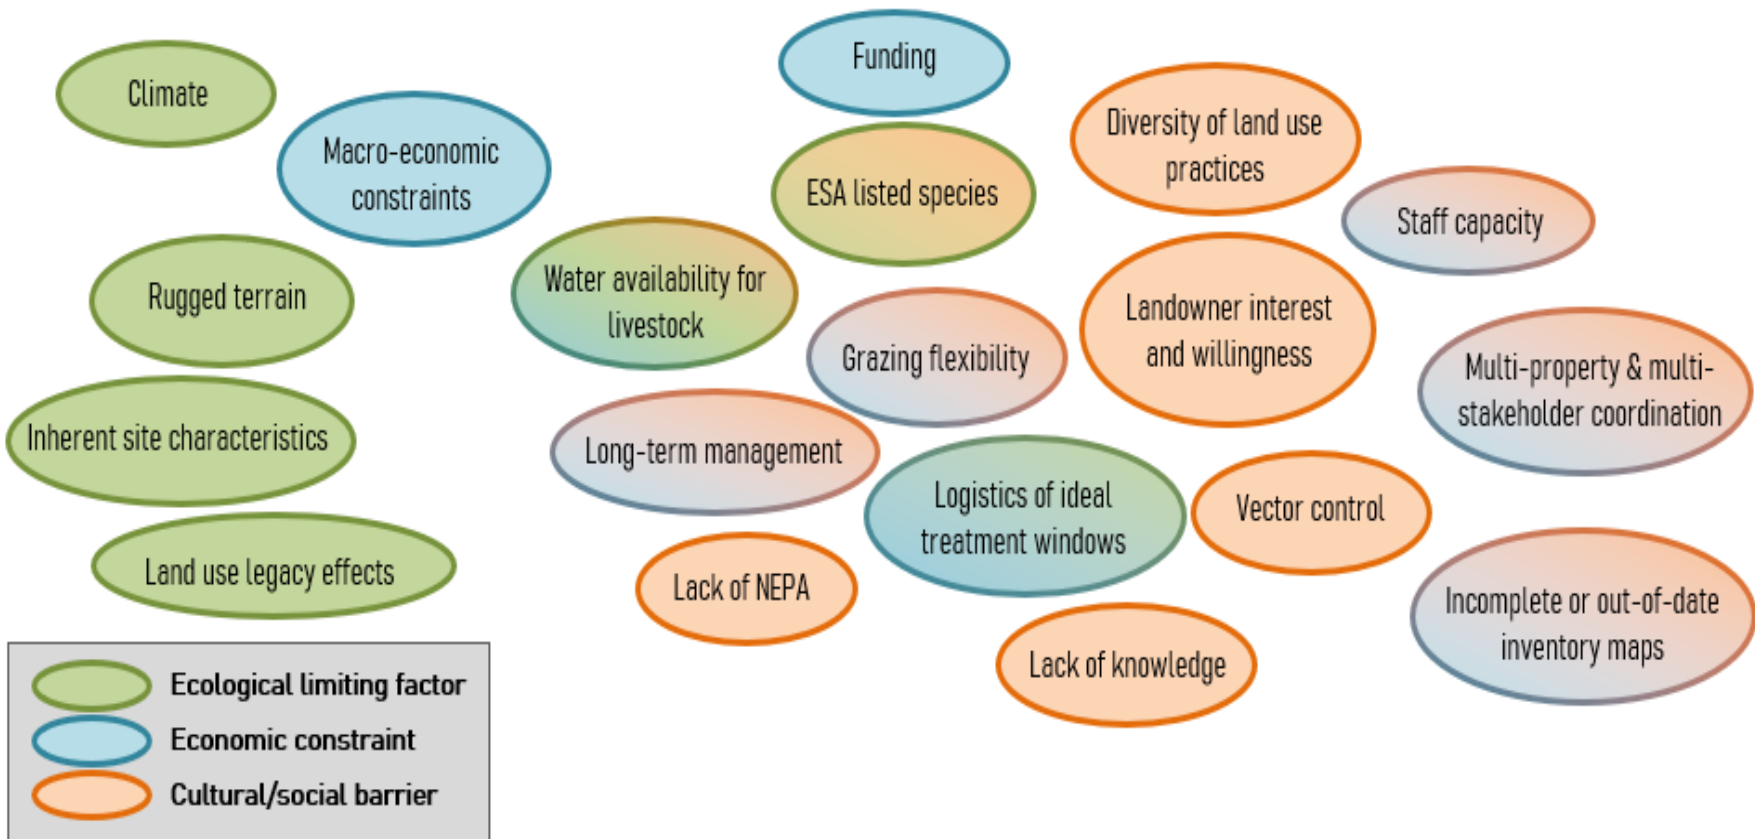 Climate
Macro-economic
constraints
Funding
ESA listed species
Diversity of land use
practices
Staff capacity
Rugged terrain
Water availability for
livestock
Grazing flexibility
Landowner interest
and willingness
Multi-property & multi-
stakeholder coordination
Inherent site characteristics
Long-term management
Logistics of ideal
treatment windows
Vector control
Land use legacy effects
Lack of NEPA
Lack of knowledge
Incomplete or out-of-date
inventory maps
Ecological limiting factor
Economic constraint
Cultural/social barrier